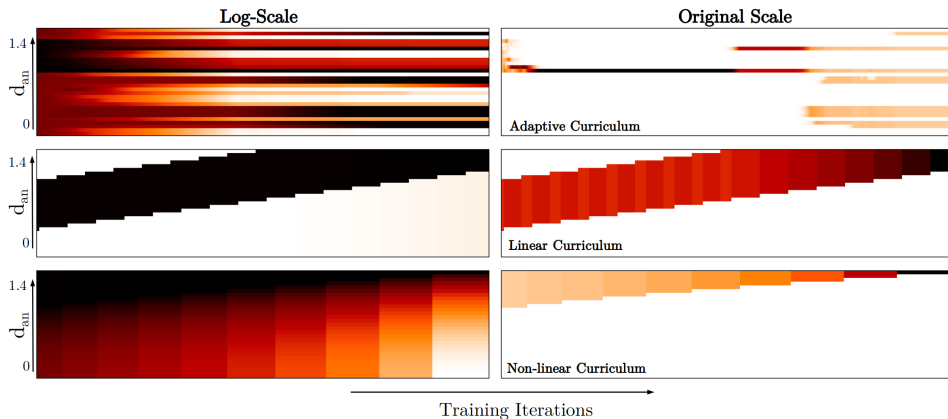 Log-Scale
Original Scale
1.4
d_an
0
Adaptive Curriculum
1.4
d_an
0
Linear Curriculum
1.4
d_an
0
Non-linear Curriculum
Training Iterations